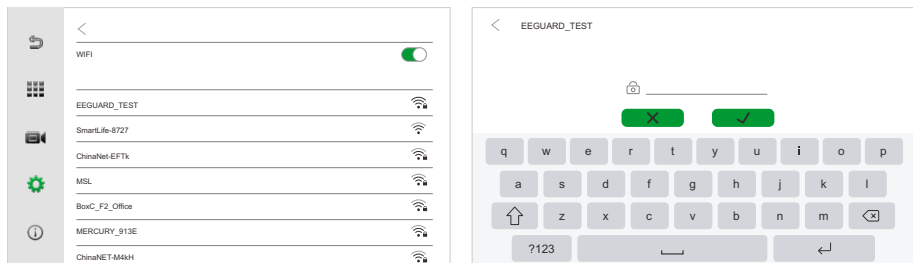 WIFI
EEGUARD_TEST
SmartLife-8727
ChinaNet-EFTk
MSL
BoxC_F2_Office
MERCURY_913E
ChinaNET-M4kH
EEGUARD_TEST
q w e r t y u i o p
a s d f g h j k l
z x c v b n m
?123